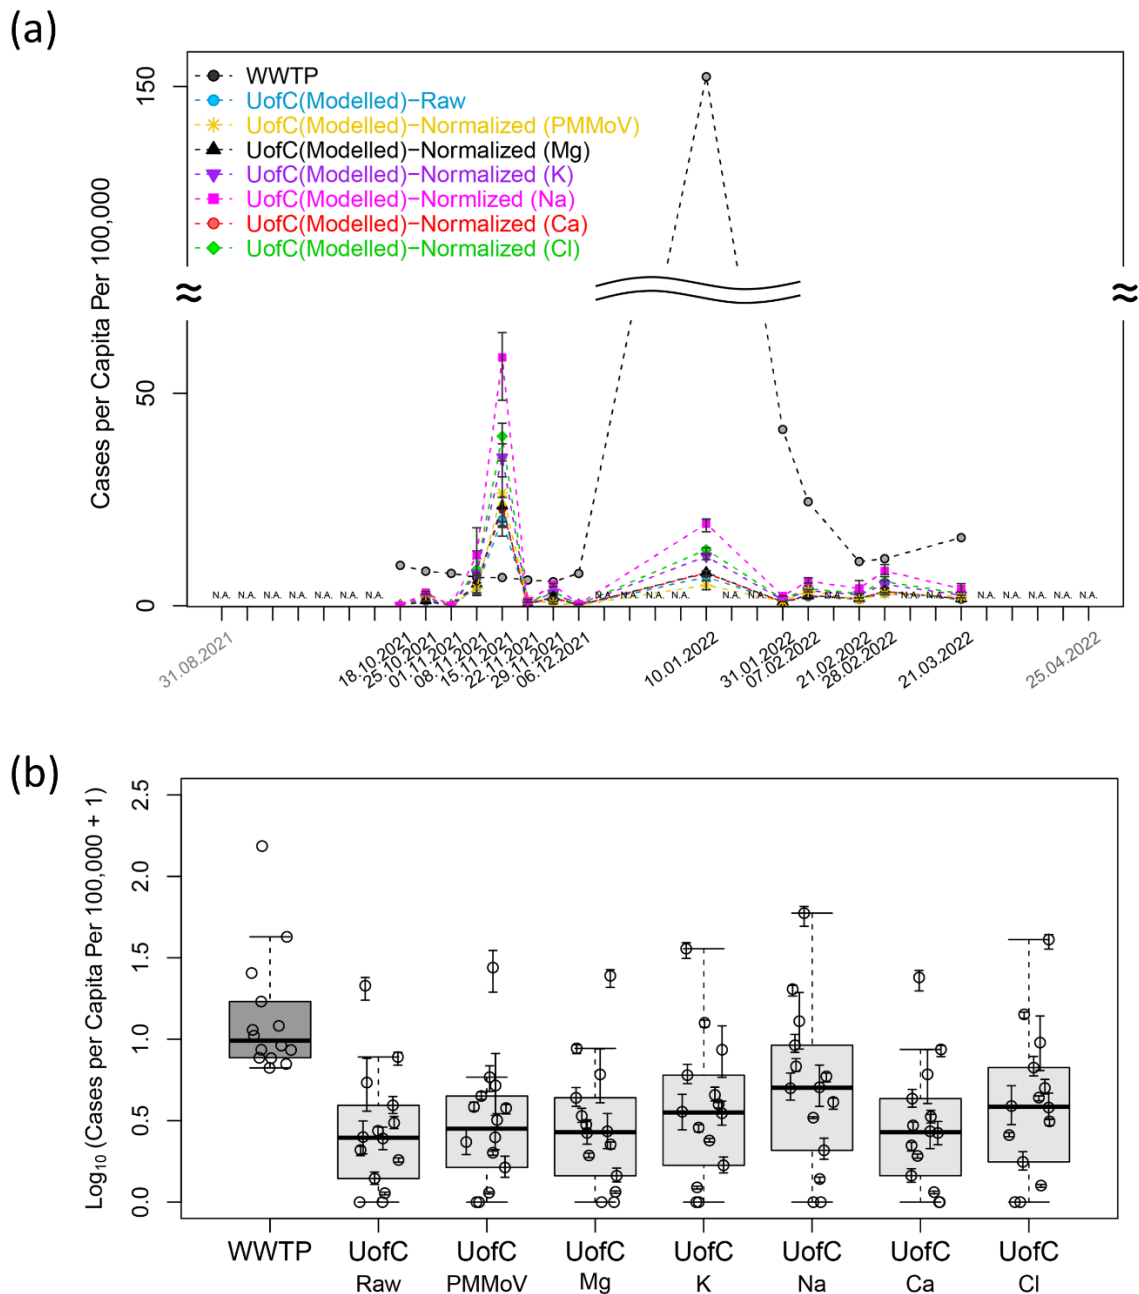 (a)
150
50
0
Cases per Capita Per 100,000
WWTP
UofC(Modelled)−Raw
UofC(Modelled)−Normalized (PMMoV)
UofC(Modelled)−Normalized (Mg)
UofC(Modelled)−Normalized (K)
UofC(Modelled)−Normlized (Na)
UofC(Modelled)−Normalized (Ca)
UofC(Modelled)−Normalized (Cl)
≈ ≈
N.A. N.A. N.A. N.A. N.A. N.A. N.A. N.A. N.A. N.A. N.A. N.A. N.A. N.A. N.A. N.A. N.A. N.A. N.A. N.A.
31.08.2021 18.10.2021 25.10.2021 01.11.2021 08.11.2021 15.11.2021 22.11.2021 29.11.2021 06.12.2021 10.01.2022 31.01.2022 07.02.2022 21.02.2022 28.02.2022 21.03.2022 25.04.2022
(b)
Log10 (Cases per Capita Per 100,000 + 1)
2.5
2.0
1.5
1.0
0.5
0.0
WWTP UofC UofC UofC UofC UofC UofC UofC
Raw PMMoV Mg K Na Ca Cl